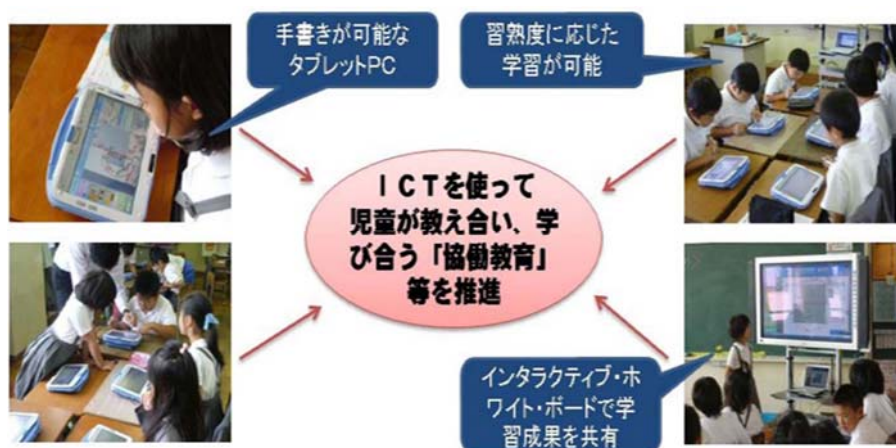 手書きが可能な
タブレットPC
習熟度に応じた
学習が可能
ICTを使って
児童が教え合い、学
び合う「協働教育」
等を推進
インタラクティブ・ホ
ワイト・ボードで学
習成果を共有